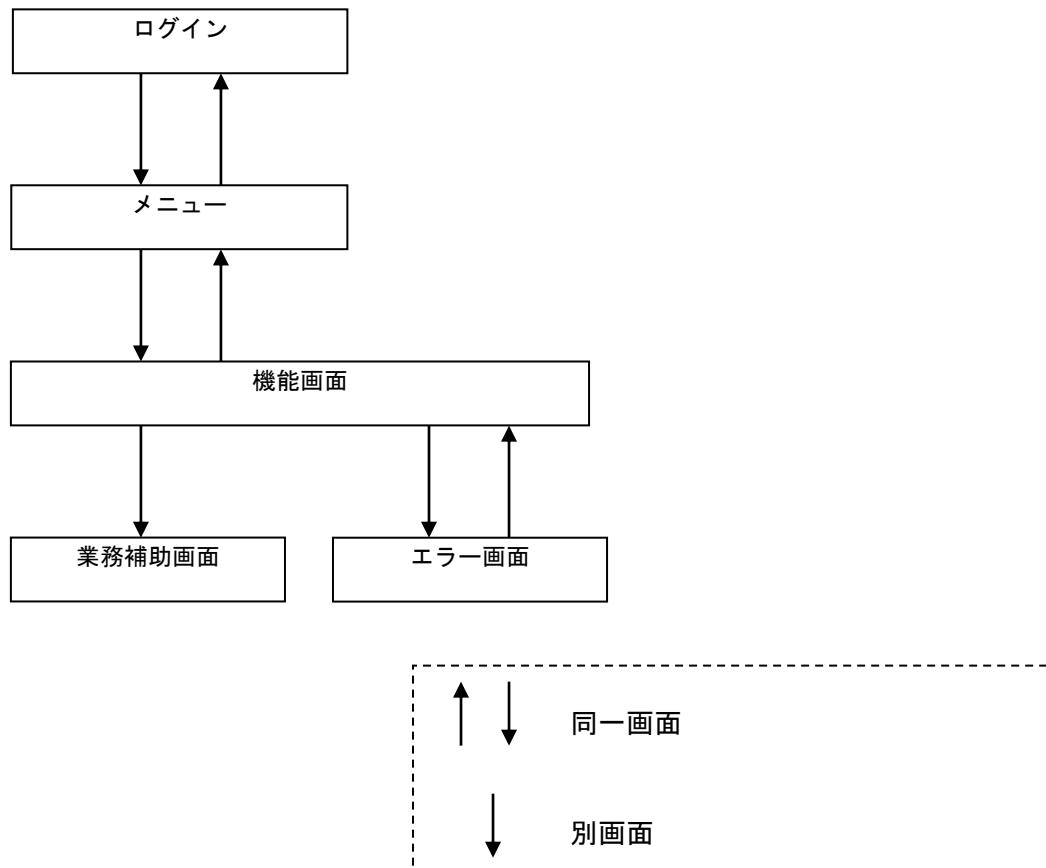 ログイン
メニュー
機能画面
業務補助画面
エラー画面
同一画面
別画面